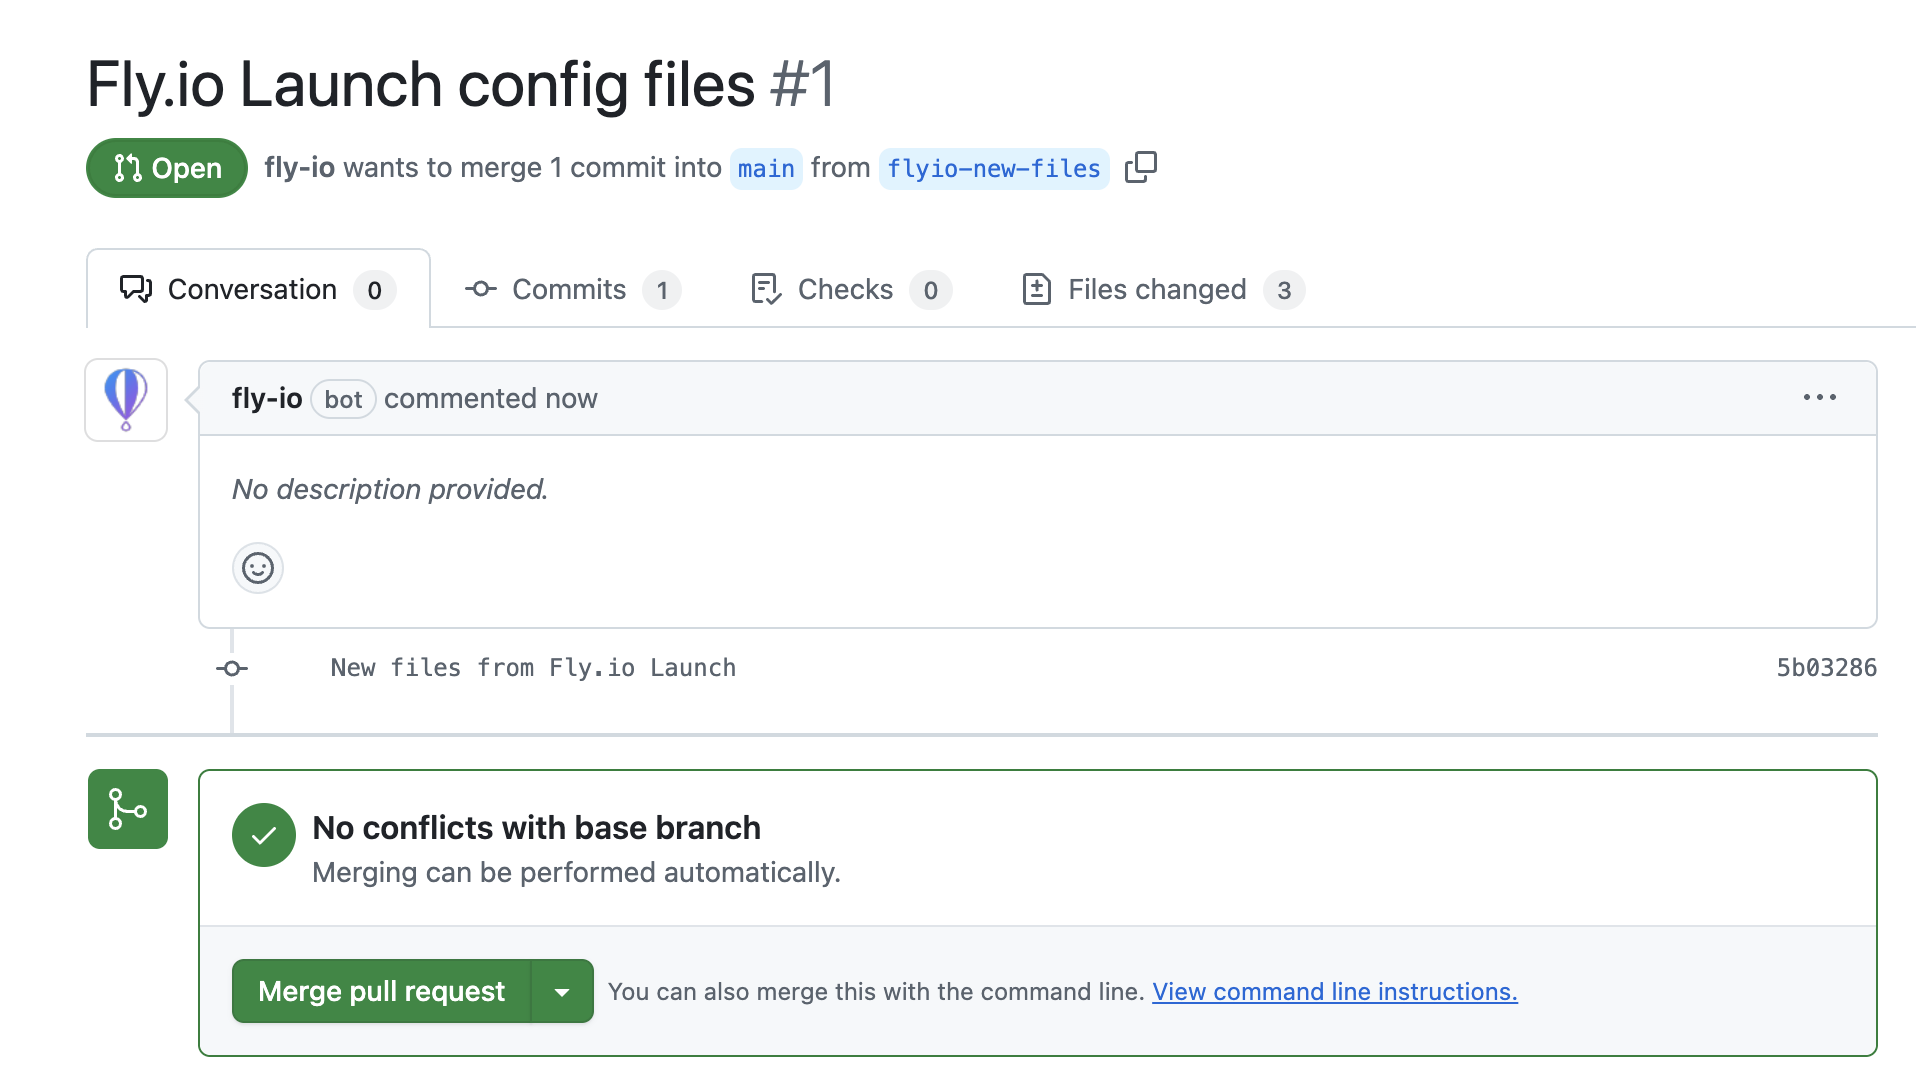 Fly.io Launch config files #1
Open fly-io wants to merge 1 commit into main from flyio-new-files
Conversation 0 Commits 1 Checks 0 Files changed 3
fly-io bot commented now
No description provided.
New files from Fly.io Launch 5b03286
No conflicts with base branch
Merging can be performed automatically.
Merge pull request You can also merge this with the command line. View command line instructions.